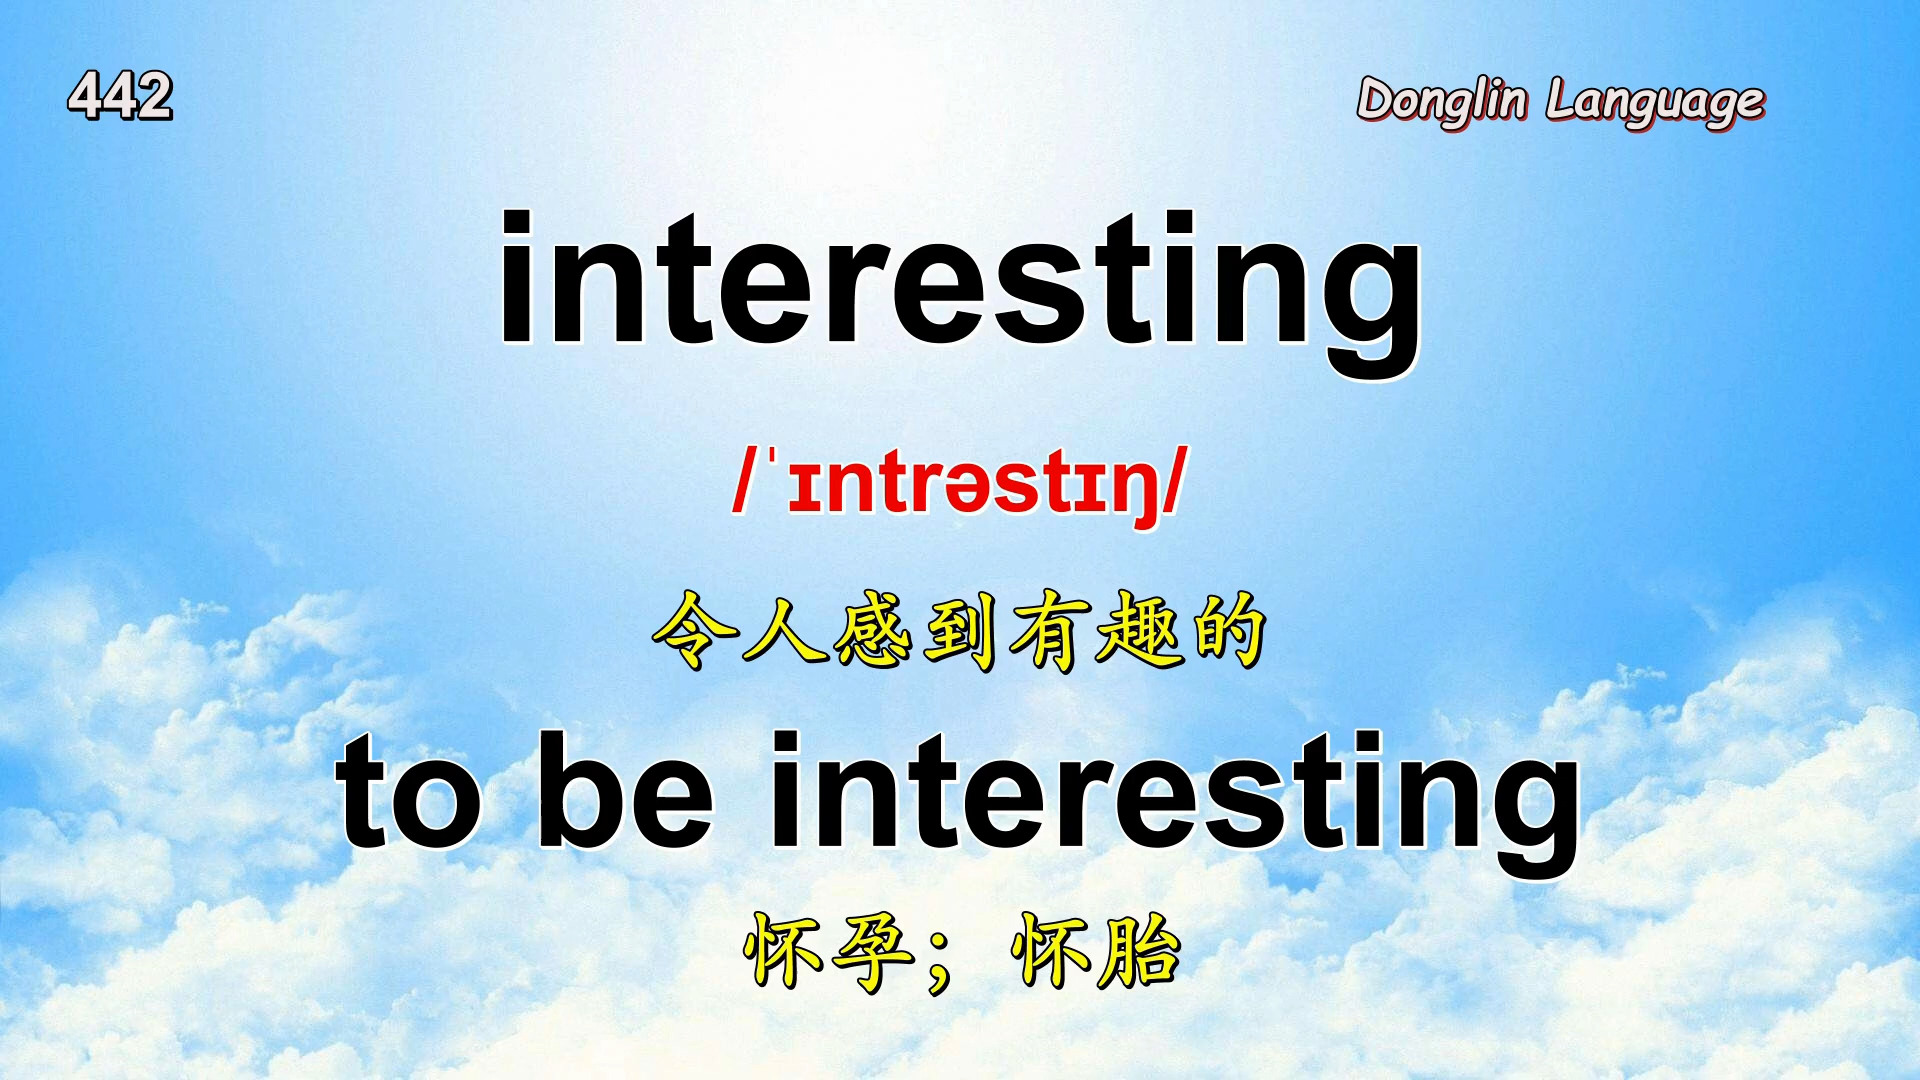 442
Donglin Language
interesting
/ˈɪntrəstɪŋ/
令人感到有趣的
to be interesting
怀孕；怀胎